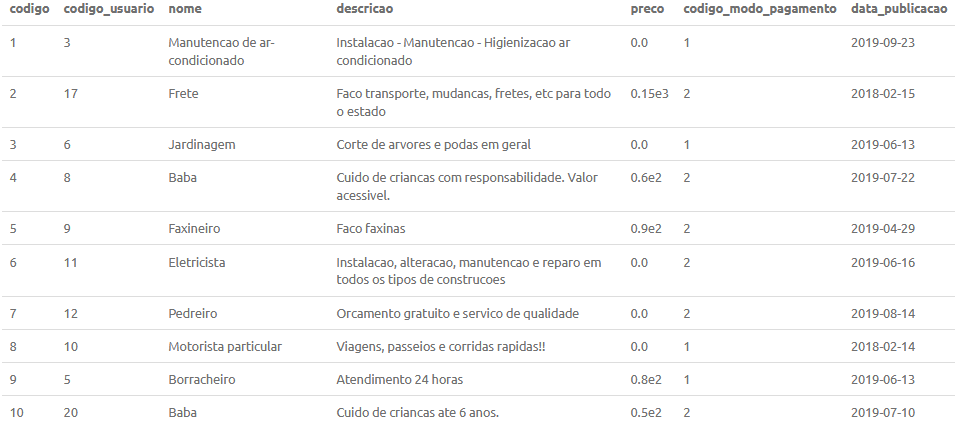 codigo codigo_usuario nome descricao preco codigo_modo_pagamento data_publicacao
1 3 Manutencao de ar- Instalacao - Manutencao - Higienizacao ar 0.0 1 2019-09-23
condicionado condicionado
2 17 Frete Faco transporte, mudancas, fretes, etc para todo 0.15e3 2 2018-02-15
o estado
3 6 Jardinagem Corte de arvores e podas em geral 0.0 1 2019-06-13
4 8 Baba Cuido de criancas com responsabilidade. Valor 0.6e2 2 2019-07-22
acessivel.
5 9 Faxineiro Faco faxinas 0.9e2 2 2019-04-29
6 11 Eletricista Instalacao, alteracao, manutencao e reparo em 0.0 2 2019-06-16
todos os tipos de construcoes
7 12 Pedreiro Orcamento gratuito e servico de qualidade 0.0 2 2019-08-14
8 10 Motorista particular Viagens, passeios e corridas rapidas!! 0.0 1 2018-02-14
9 5 Borracheiro Atendimento 24 horas 0.8e2 1 2019-06-13
10 20 Baba Cuido de criancas ate 6 anos. 0.5e2 2 2019-07-10